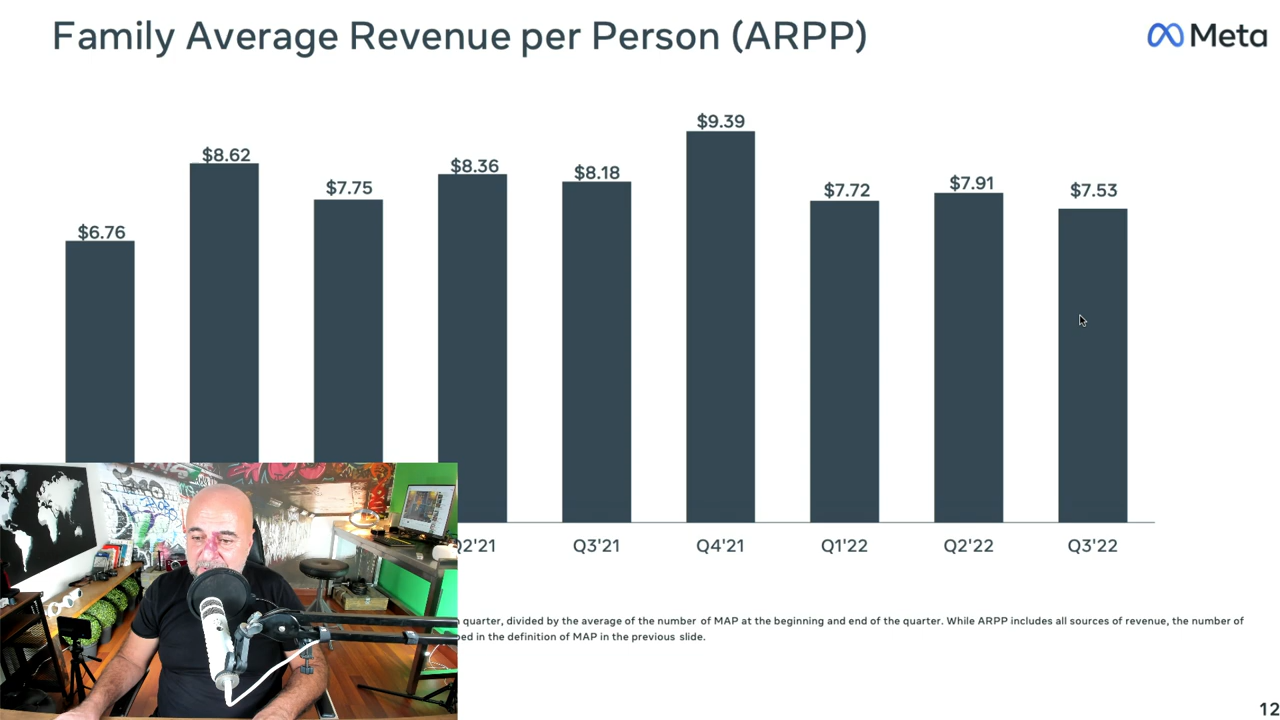 Family Average Revenue per Person (ARPP)
Meta
$9.39
$8.62
$8.36
$8.18
$7.75
$7.72
$7.91
$7.53
$6.76
Q2'21
Q3'21
Q4'21
Q1'22
Q2'22
Q3'22
quarter, divided by the average of the number of MAP at the beginning and end of the quarter. While ARPP includes all sources of revenue, the number of
in the definition of MAP in the previous slide.
12